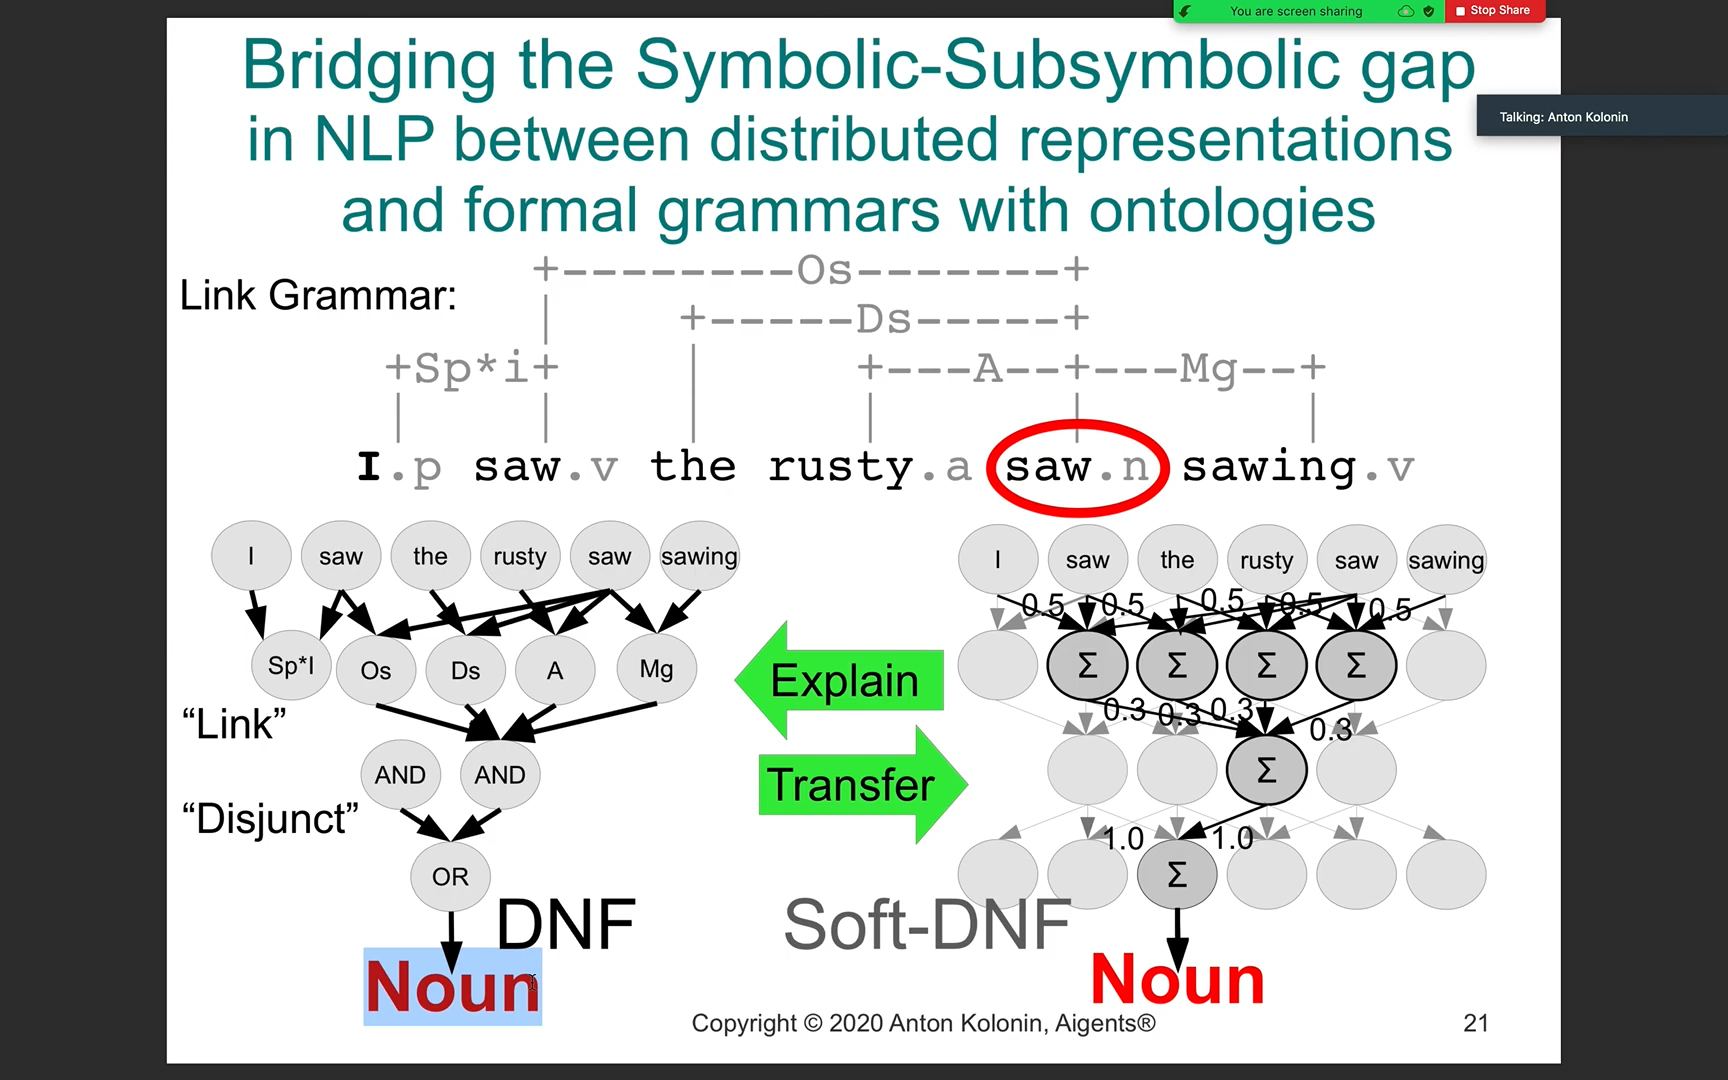 You are screen sharing
Stop Share
Talking: Anton Kolonin
Bridging the Symbolic-Subsymbolic gap
in NLP between distributed representations
and formal grammars with ontologies
Link Grammar:
+--------Os-------+
+-----Ds-----+
+Sp*i+ +---A--+---Mg--+
I.p saw.v the rusty.a saw.n sawing.v
I saw the rusty saw sawing
Sp*I Os Ds A Mg
“Link”
AND AND
“Disjunct”
OR
DNF
Noun
Explain
Transfer
I saw the rusty saw sawing
0.5 0.5 0.5 0.5 0.5
Σ Σ Σ Σ
0.3 0.3 0.3 0.3
Σ
1.0 1.0
Σ
Soft-DNF
Noun
Copyright © 2020 Anton Kolonin, Aigents®
21